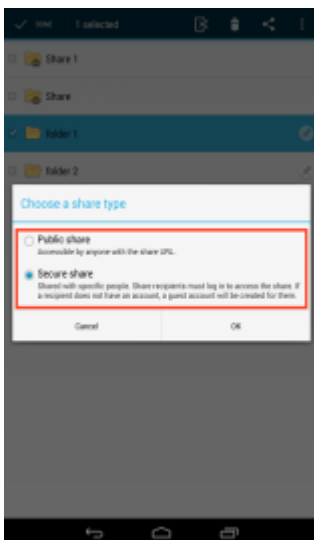 DONE 1 selected
Share 1
Share
folder 1
folder 2
Choose a share type
Public share
Accessible by anyone with the share URL.
Secure share
Shared with specific people. Share recipients must log in to access the share. If
a recipient does not have an account, a guest account will be created for them.
Cancel OK